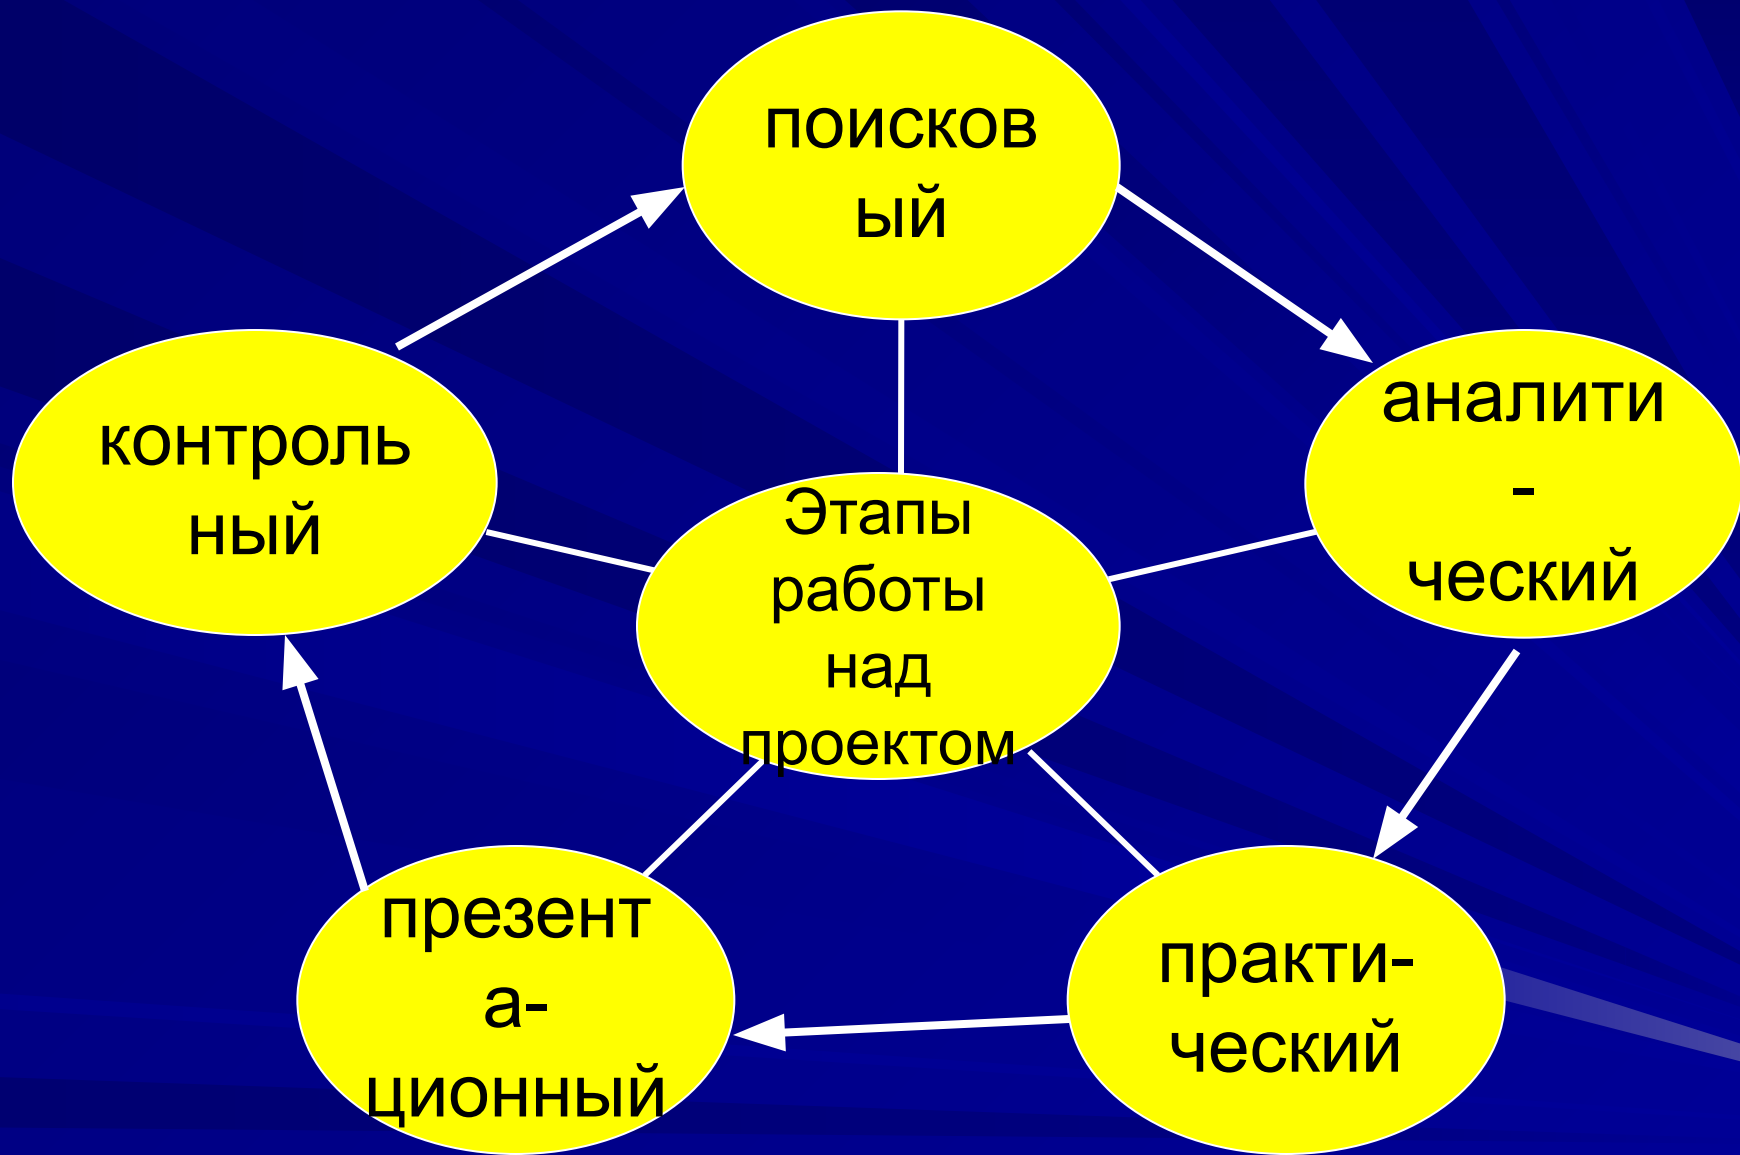 поисков
ый
аналити
-
ческий
контроль
ный
Этапы
работы
над
проектом
презент
а-
ционный
практи-
ческий